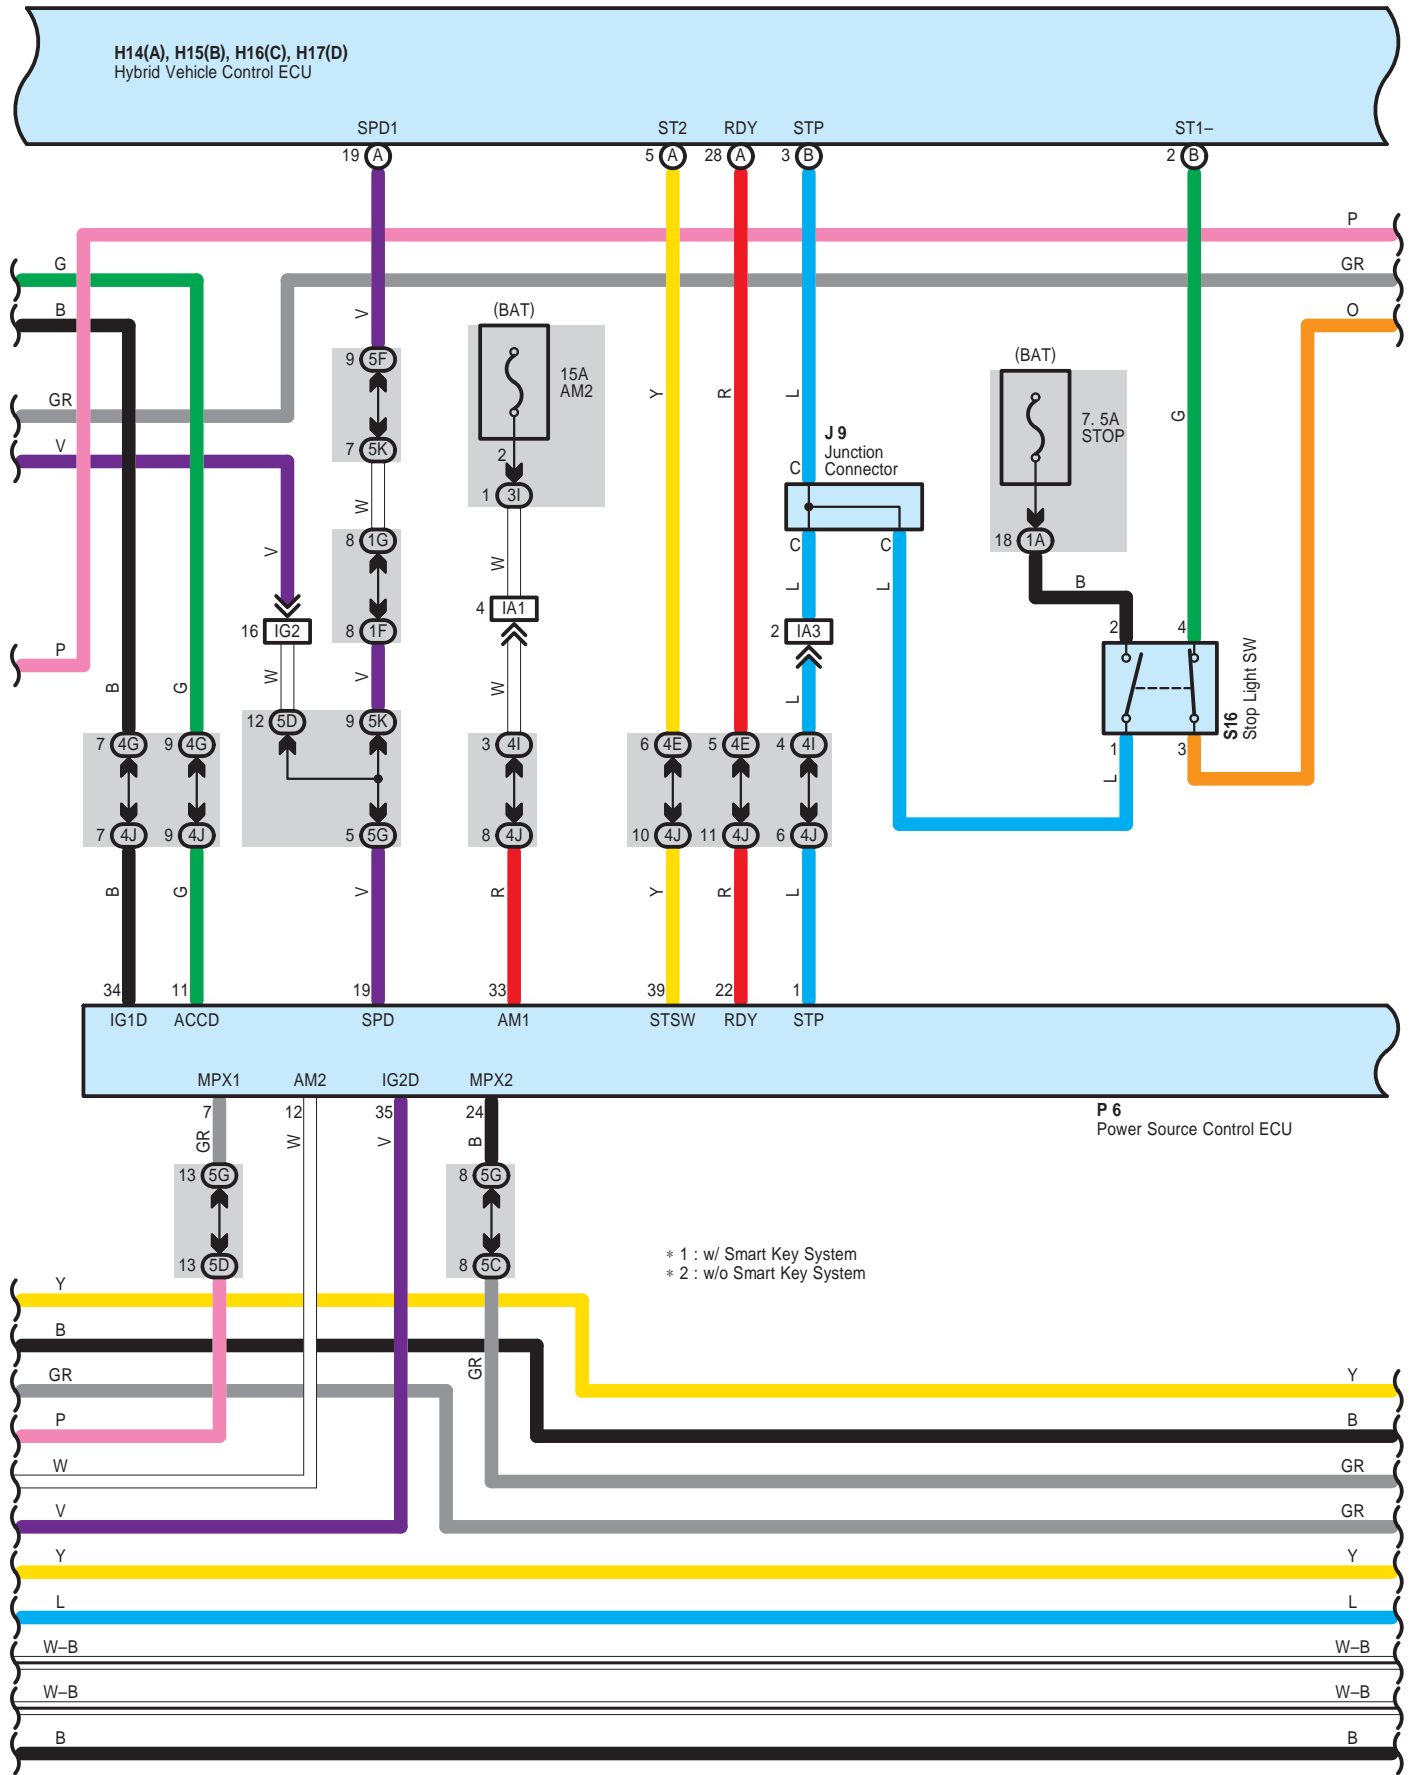 H14(A), H15(B), H16(C), H17(D)
Hybrid Vehicle Control ECU
SPD1 ST2 RDY STP ST1–
19 A 5 A 28 A 3 B 2 B
P
G GR
B V (BAT) O
9 5F 15A
AM2
(BAT)
GR Y R L 7. 5A
STOP
G
V 7 5K 2 J 9
Junction
Connector
C
W 1 3I
V 8 1G W C C 18 1A
L L B
16 IG2 8 1F 4 IA1 2 IA3 2 4
P W V W L S16
Stop Light SW
B G
12 5D 9 5K
7 4G 9 4G 3 4I 6 4E 5 4E 4 4I 1 3
L
7 4J 9 4J 5 5G 8 4J 10 4J 11 4J 6 4J
B G V R Y R L
34 11 19 33 39 22 1
IG1D ACCD SPD AM1 STSW RDY STP
MPX1 AM2 IG2D MPX2
7 12 35 24
P 6
Power Source Control ECU
GR W V B
13 5G 8 5G
13 5D 8 5C
∗ 1 : w/ Smart Key System
∗ 2 : w/o Smart Key System
Y
B
GR GR Y
P B
W GR
V GR
Y Y
L L
W–B W–B
W–B W–B
B B